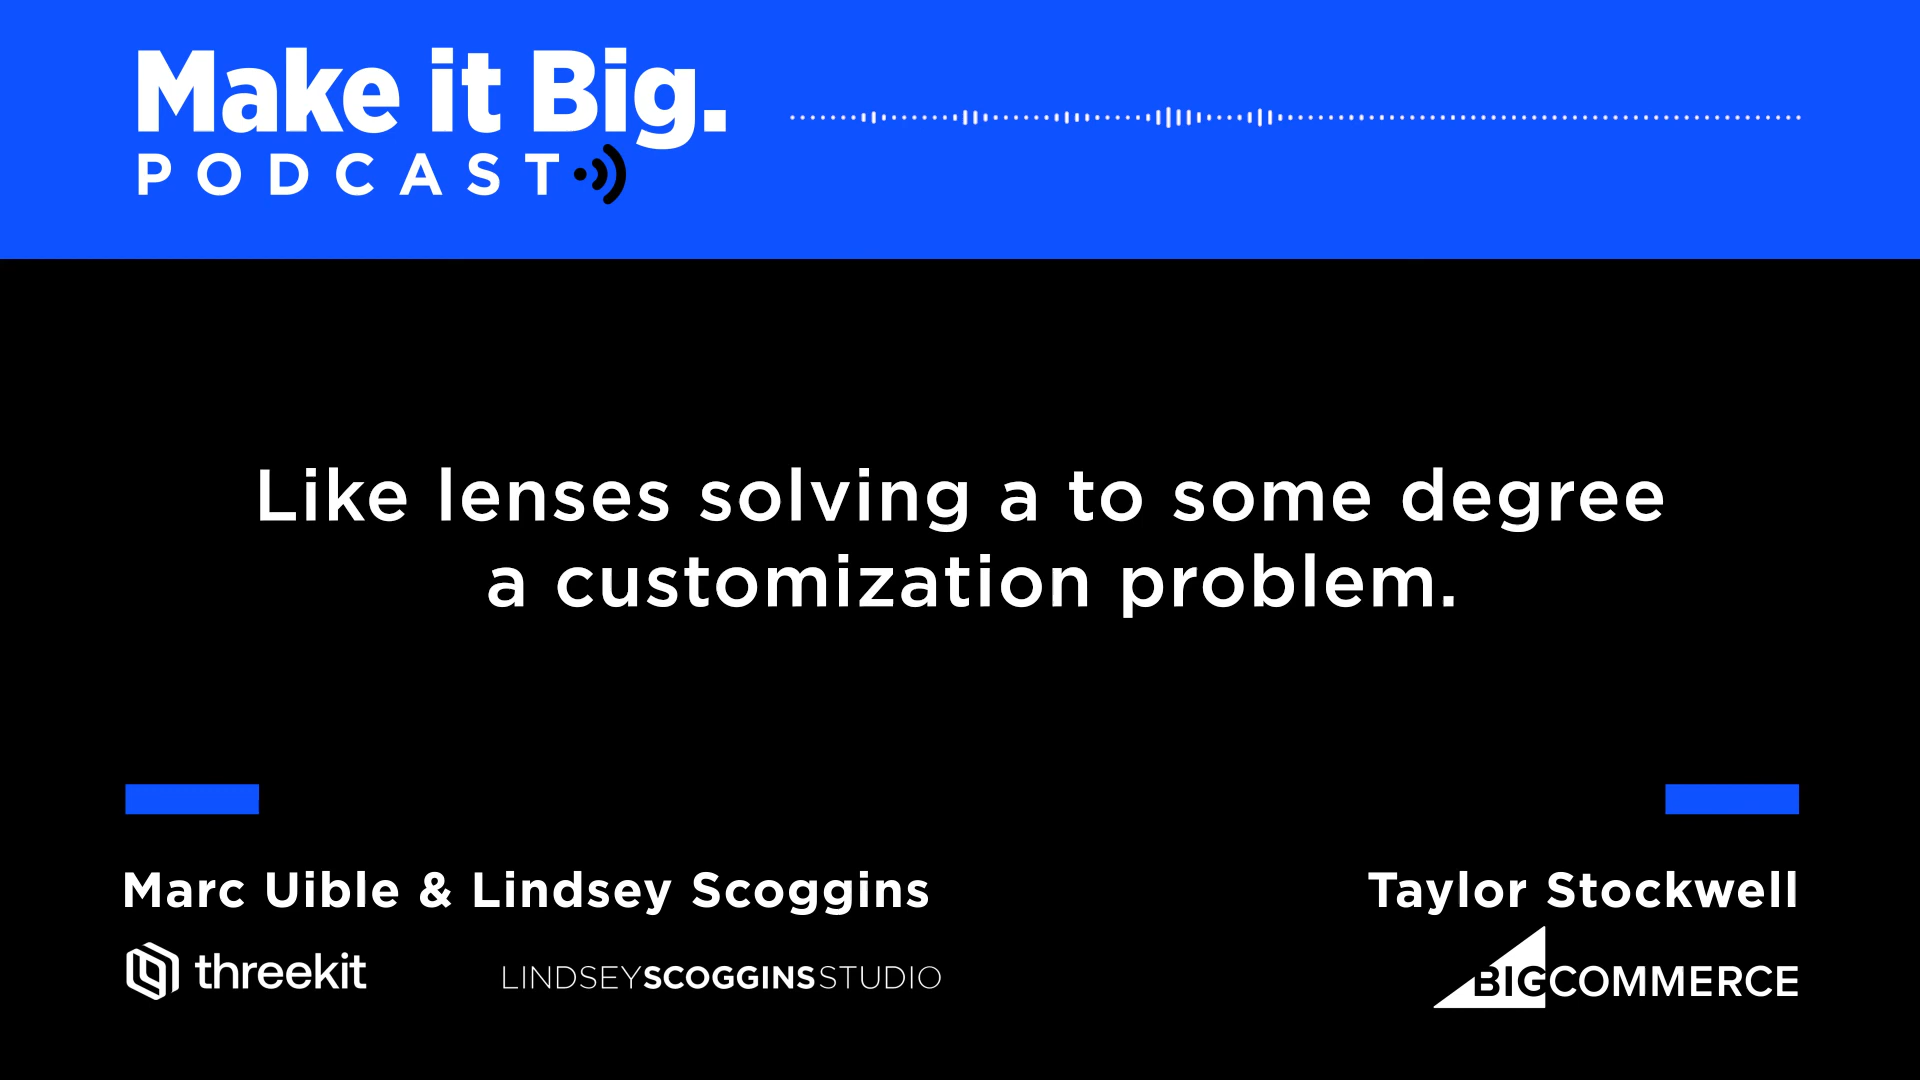 Make it Big.
PODCAST
Like lenses solving a to some degree
a customization problem.
Marc Uible & Lindsey Scoggins
Taylor Stockwell
threekit
LINDSEYSCOGGINSSTUDIO
BIGCOMMERCE